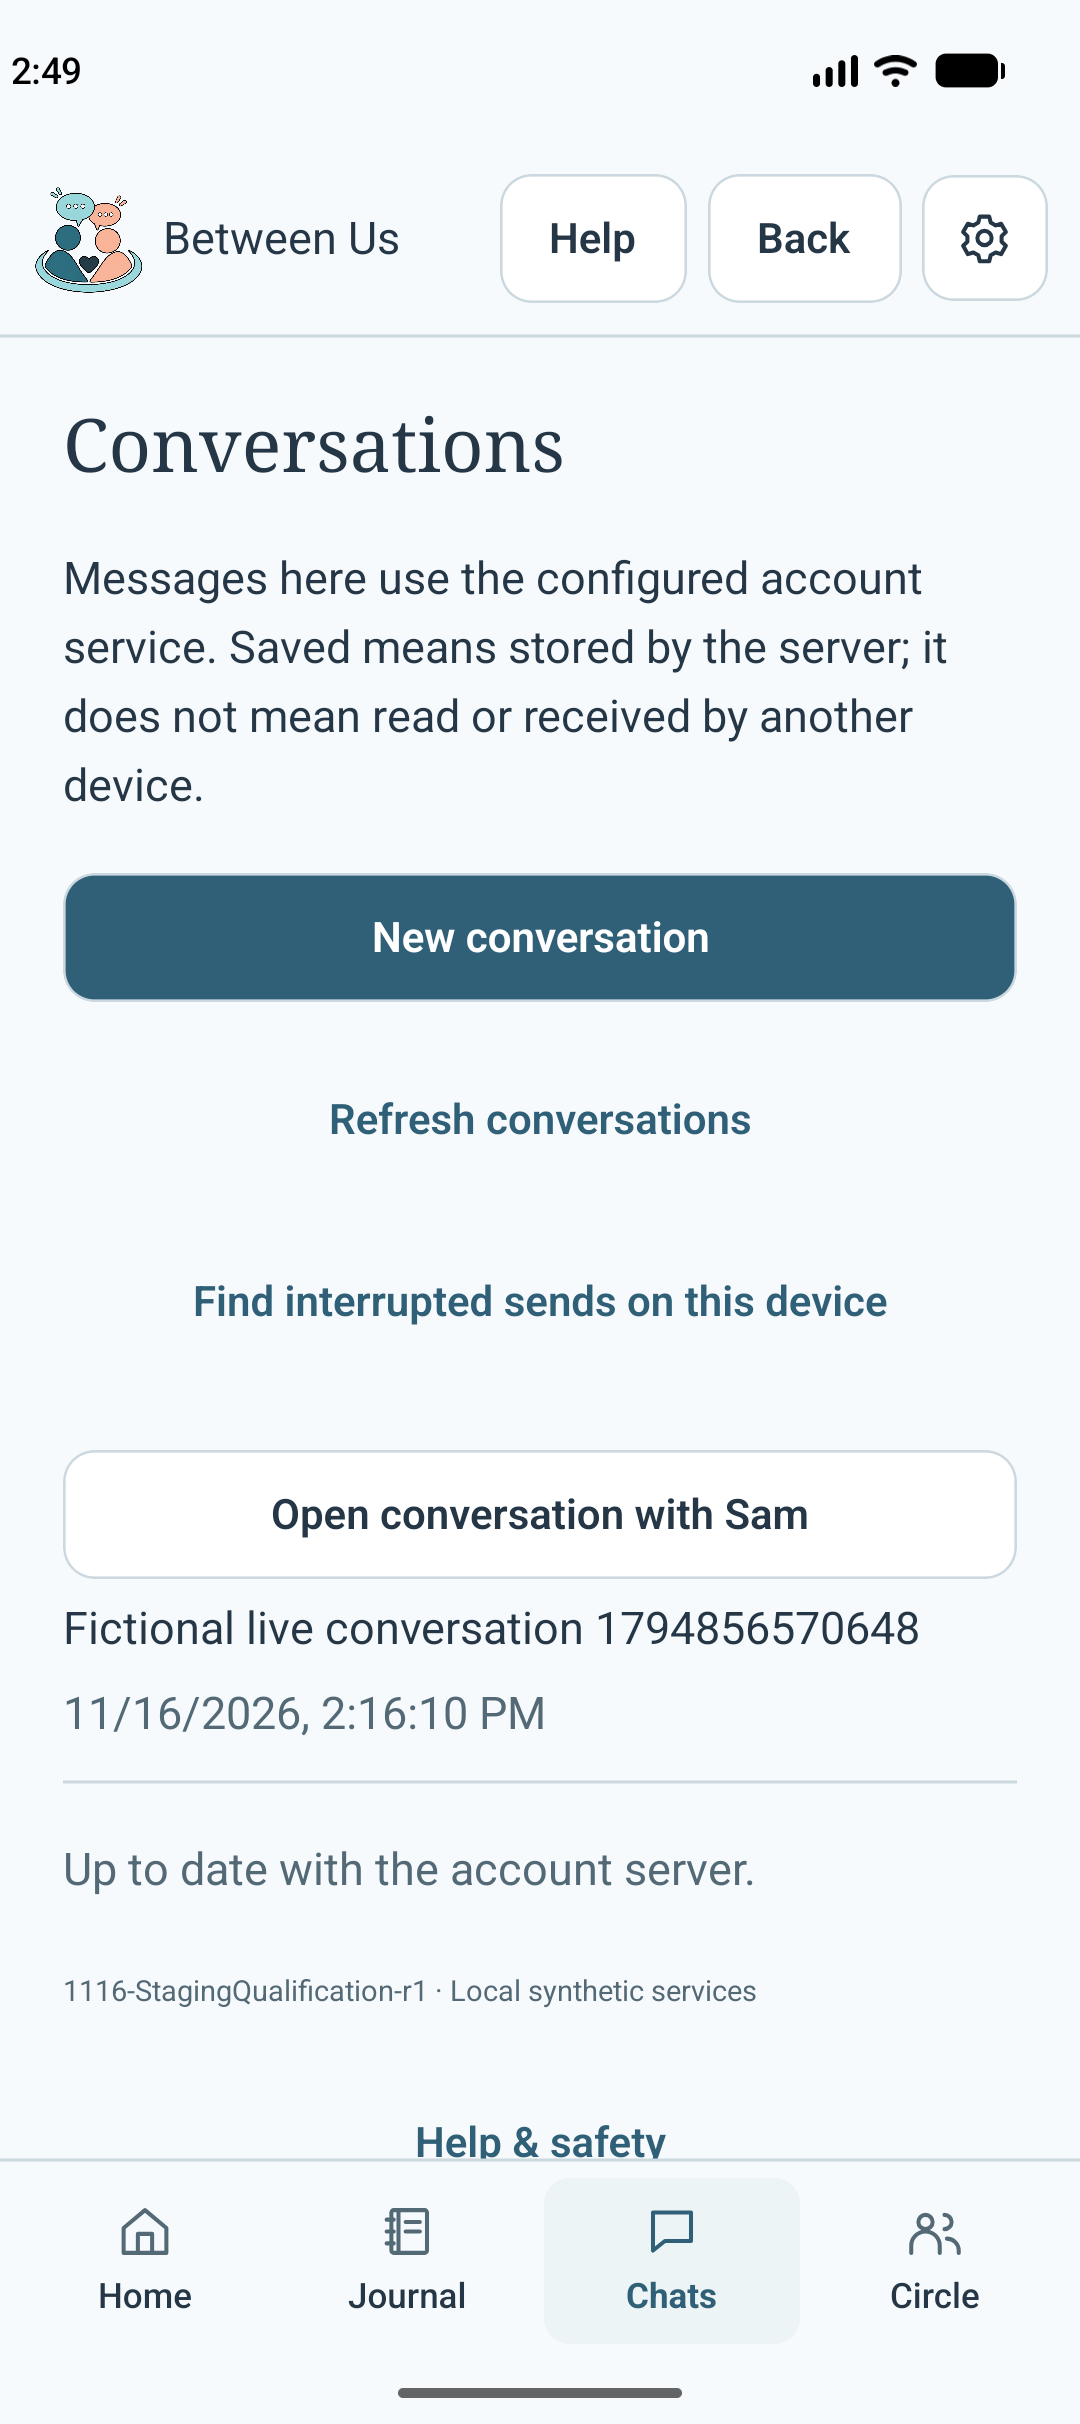 2:49
Between Us
Help
Back
Conversations
Messages here use the configured account
service. Saved means stored by the server; it
does not mean read or received by another
device.
New conversation
Refresh conversations
Find interrupted sends on this device
Open conversation with Sam
Fictional live conversation 1794856570648
11/16/2026, 2:16:10 PM
Up to date with the account server.
1116-StagingQualification-r1 · Local synthetic services
Help & safety
Home
Journal
Chats
Circle